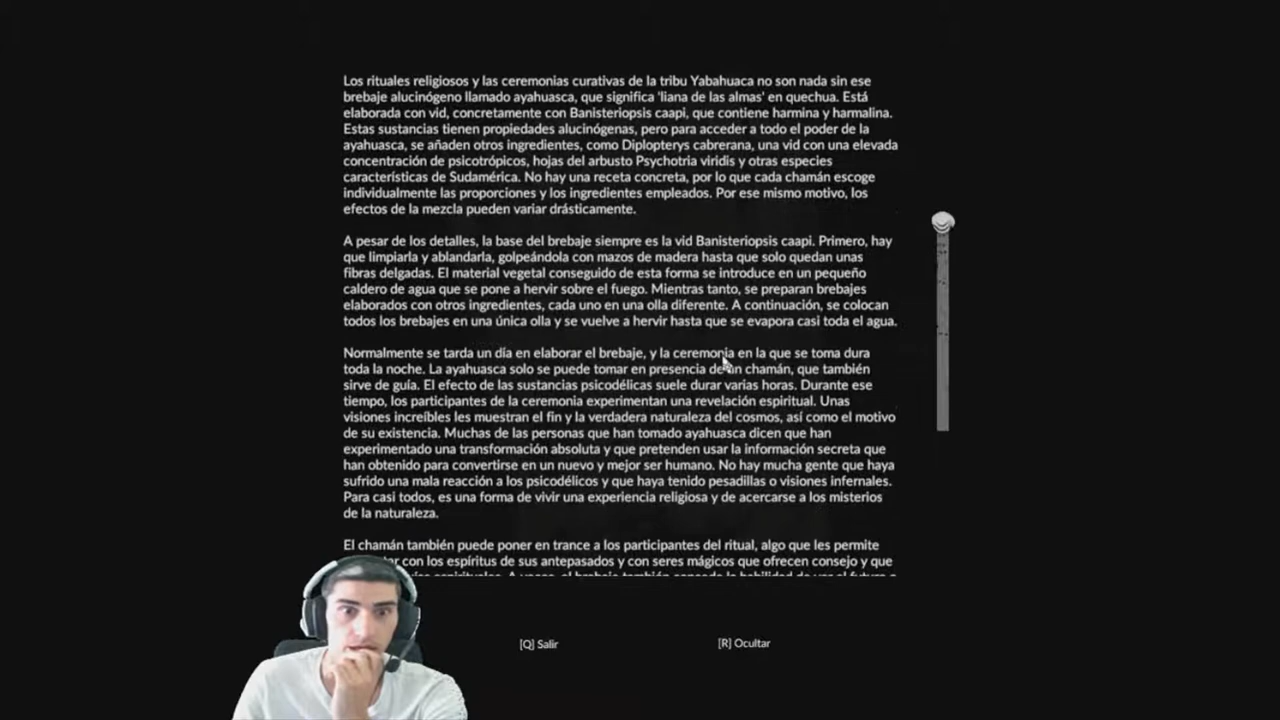 Los rituales religiosos y las ceremonias curativas de la tribu Yabahuaca no son nada sin ese
brebaje alucinógeno llamado ayahuasca, que significa 'liana de las almas' en quechua. Está
elaborada con vid, concretamente con Banisteriopsis caapi, que contiene harmina y harmalina.
Estas sustancias tienen propiedades alucinógenas, pero para acceder a todo el poder de la
ayahuasca, se añaden otros ingredientes, como Diplopterys cabrerana, una vid con una elevada
concentración de psicotrópicos, hojas del arbusto Psychotria viridis y otras especies
características de Sudamérica. No hay una receta concreta, por lo que cada chamán escoge
individualmente las proporciones y los ingredientes empleados. Por ese mismo motivo, los
efectos de la mezcla pueden variar drásticamente.
A pesar de los detalles, la base del brebaje siempre es la vid Banisteriopsis caapi. Primero, hay
que limpiarla y ablandarla, golpeándola con mazos de madera hasta que solo quedan unas
fibras delgadas. El material vegetal conseguido de esta forma se introduce en un pequeño
caldero de agua que se pone a hervir sobre el fuego. Mientras tanto, se preparan brebajes
elaborados con otros ingredientes, cada uno en una olla diferente. A continuación, se colocan
todos los brebajes en una única olla y se vuelve a hervir hasta que se evapora casi toda el agua.
Normalmente se tarda un día en elaborar el brebaje, y la ceremonia en la que se toma dura
toda la noche. La ayahuasca solo se puede tomar en presencia de un chamán, que también
sirve de guía. El efecto de las sustancias psicodélicas suele durar varias horas. Durante ese
tiempo, los participantes de la ceremonia experimentan una revelación espiritual. Unas
visiones increíbles les muestran el fin y la verdadera naturaleza del cosmos, así como el motivo
de su existencia. Muchas de las personas que han tomado ayahuasca dicen que han
experimentado una transformación absoluta y que pretenden usar la información secreta que
han obtenido para convertirse en un nuevo y mejor ser humano. No hay mucha gente que haya
sufrido una mala reacción a los psicodélicos y que haya tenido pesadillas o visiones infernales.
Para casi todos, es una forma de vivir una experiencia religiosa y de acercarse a los misterios
de la naturaleza.
El chamán también puede poner en trance a los participantes del ritual, algo que les permite
con los espíritus de sus antepasados y con seres mágicos que ofrecen consejo y que
[Q] Salir
[R] Ocultar